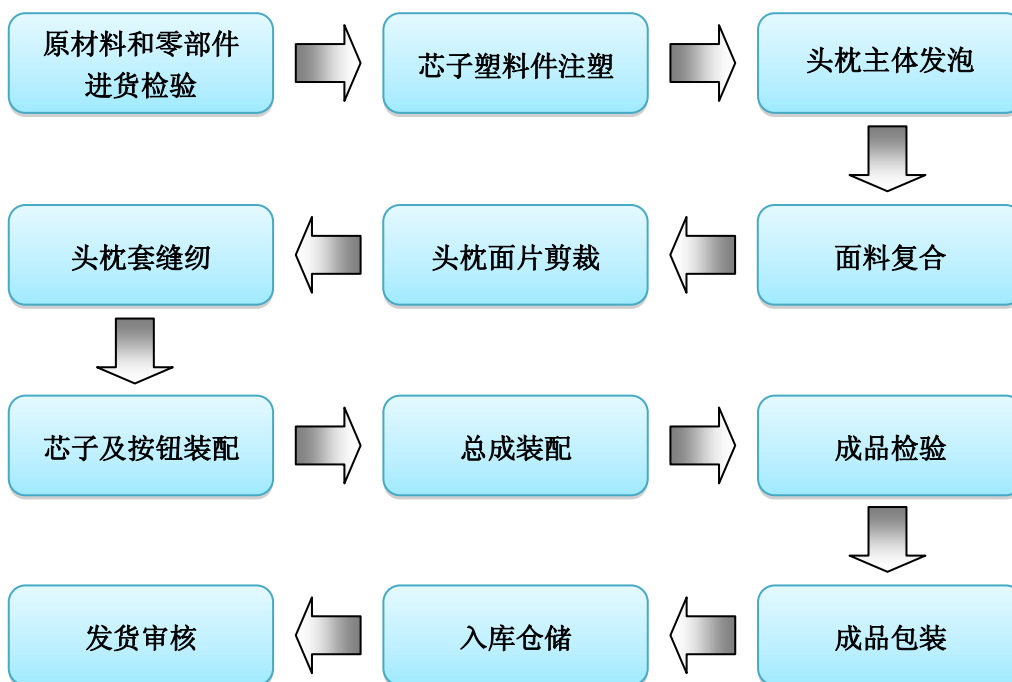 原材料和零部件
进货检验
芯子塑料件注塑
头枕主体发泡
面料复合
头枕面片剪裁
头枕套缝纫
芯子及按钮装配
总成装配
成品检验
成品包装
入库仓储
发货审核